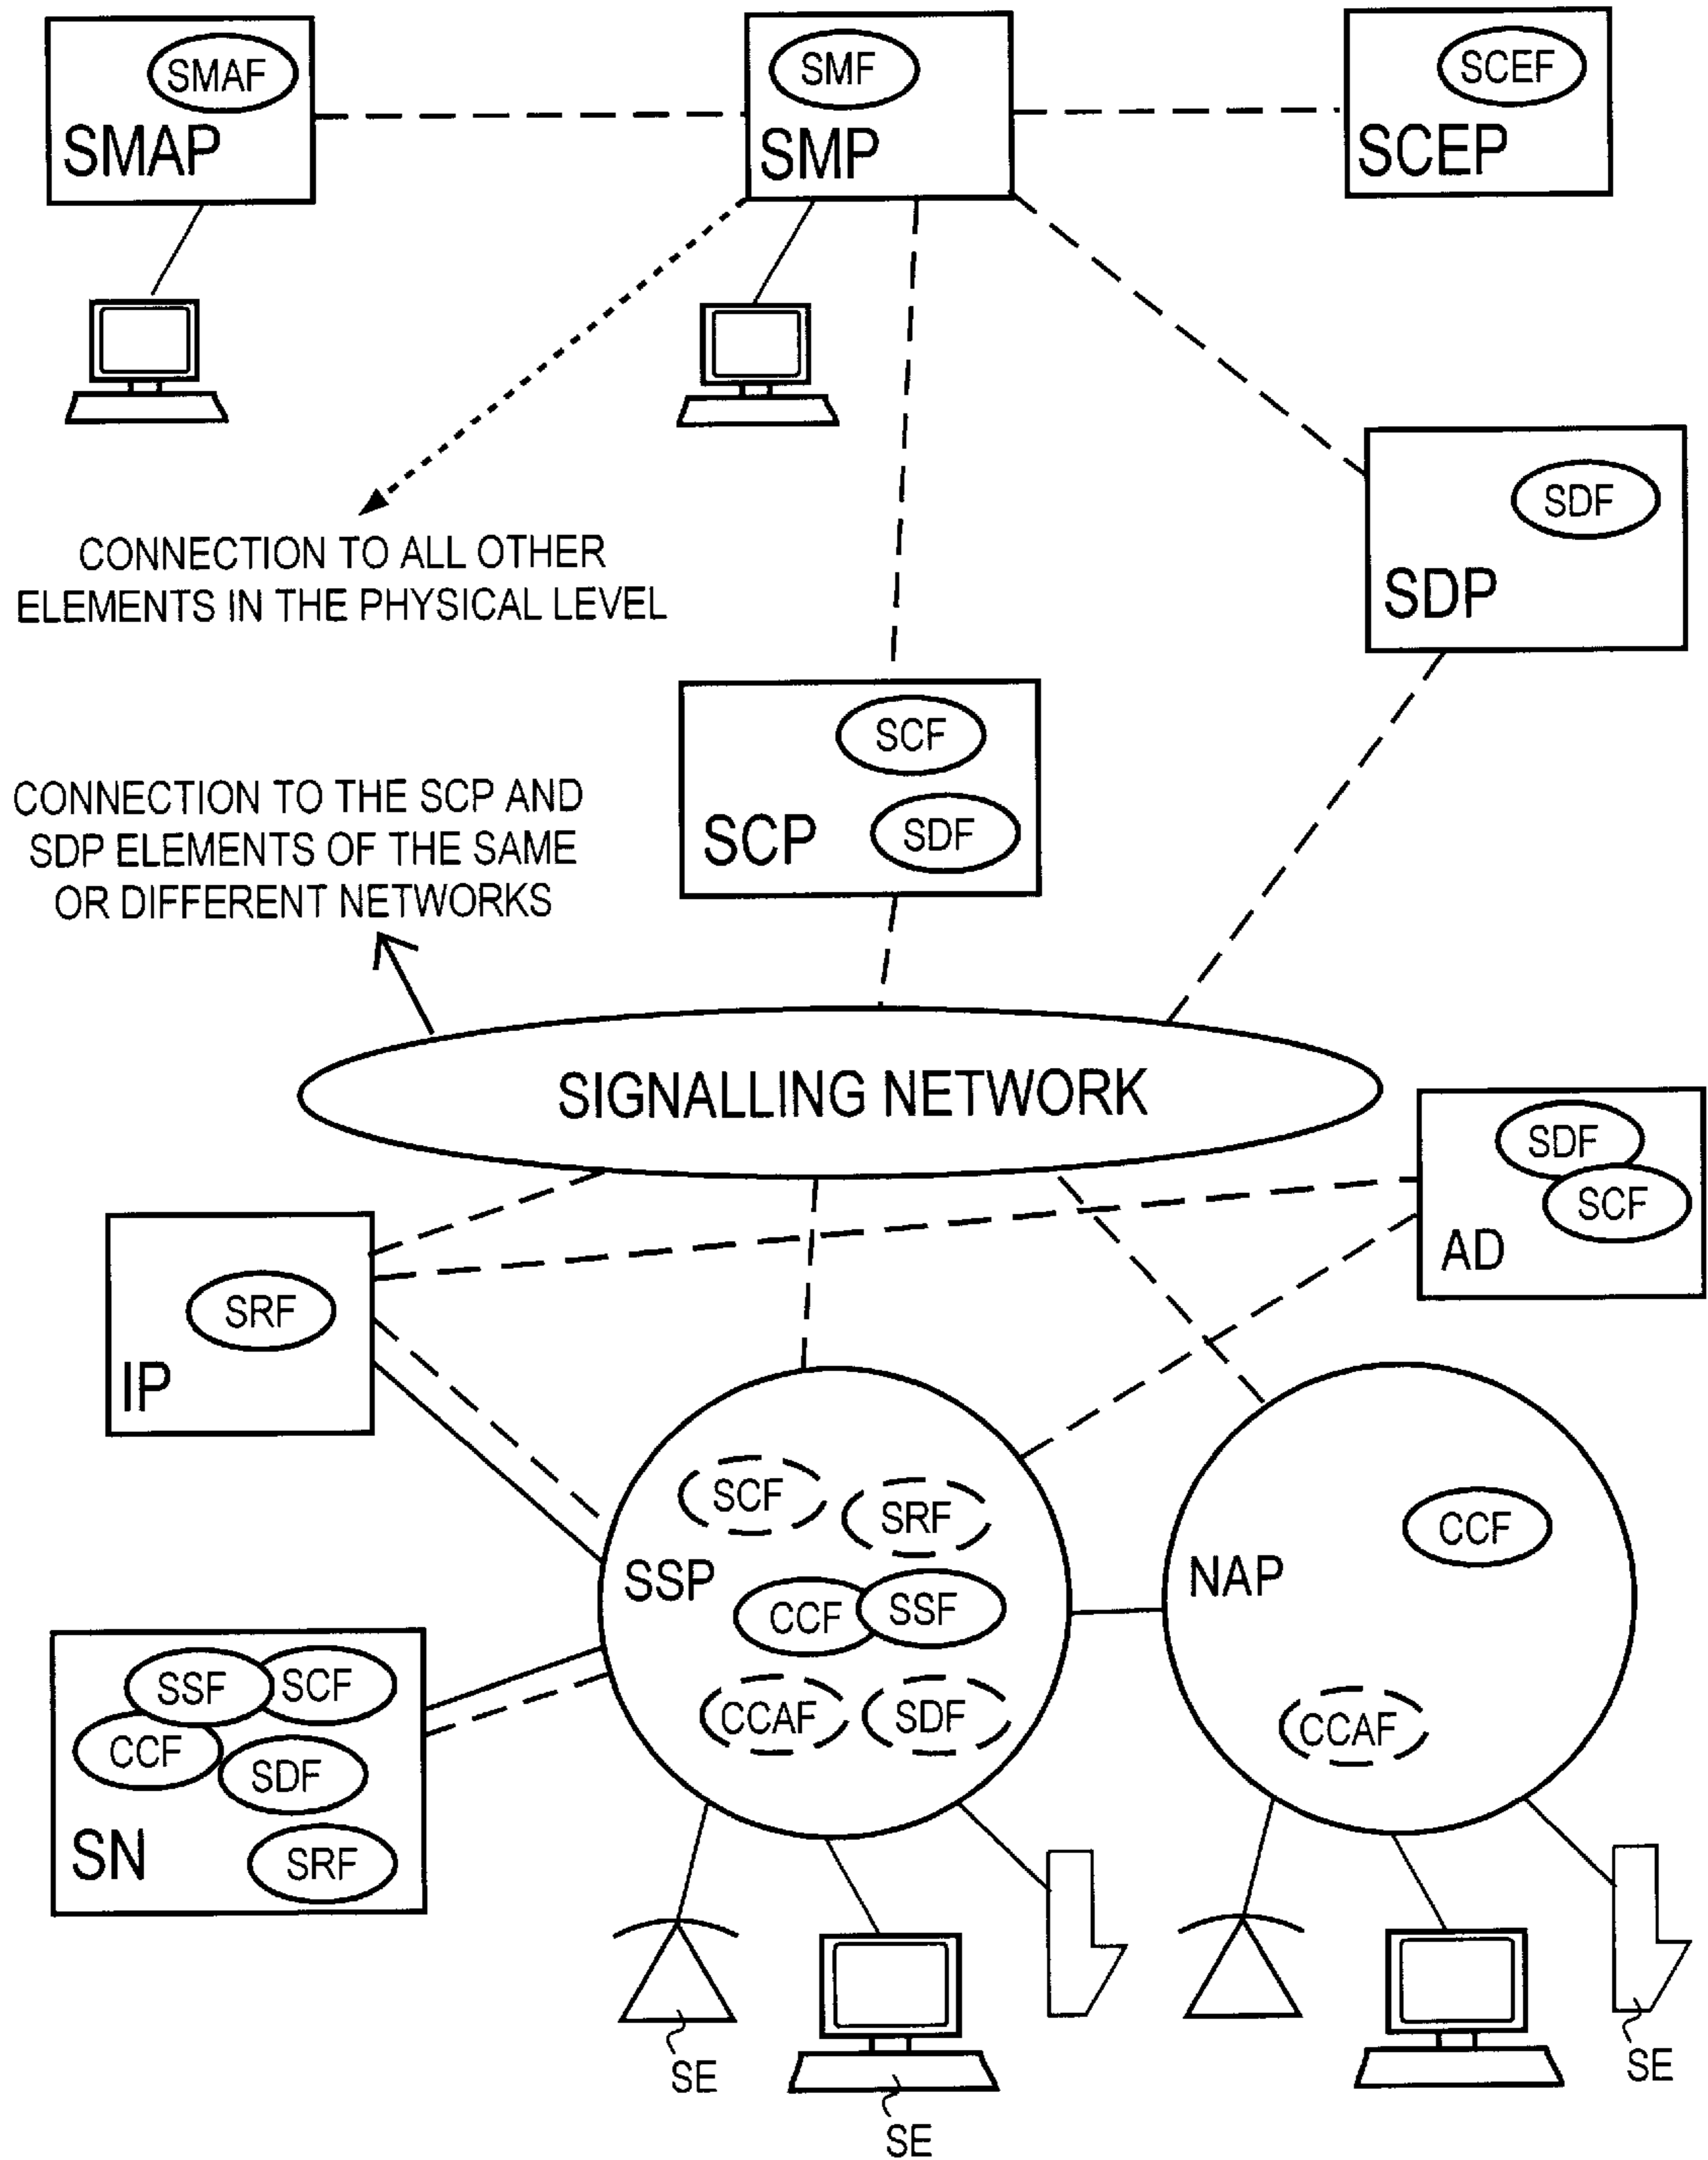 SMAF
SMAP
SMF
SMP
SCEF
SCEP
CONNECTION TO ALL OTHER
ELEMENTS IN THE PHYSICAL LEVEL
SDF
SDP
SCF
SDF
SCP
CONNECTION TO THE SCP AND
SDP ELEMENTS OF THE SAME
OR DIFFERENT NETWORKS
SIGNALLING NETWORK
SDF
SCF
AD
SRF
IP
SCF
SRF
SSP
CCF
SSF
CCAF
SDF
CCF
NAP
CCAF
SSF
SCF
CCF
SDF
SN
SRF
SE
SE
SE